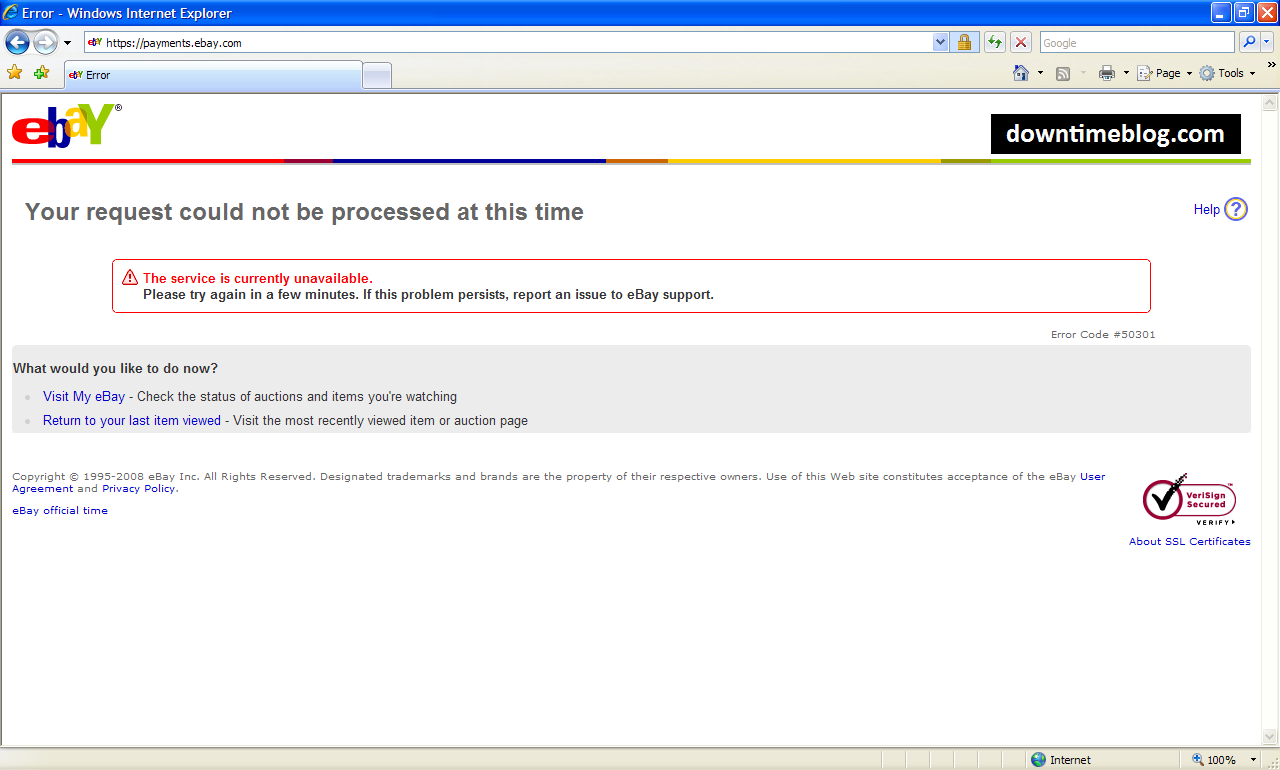 Error - Windows Internet Explorer
https://payments.ebay.com
Google
Error
Page
Tools
ebaY®
downtimeblog.com
Your request could not be processed at this time
Help ?
The service is currently unavailable.
Please try again in a few minutes. If this problem persists, report an issue to eBay support.
Error Code #50301
What would you like to do now?
Visit My eBay - Check the status of auctions and items you're watching
Return to your last item viewed - Visit the most recently viewed item or auction page
Copyright © 1995-2008 eBay Inc. All Rights Reserved. Designated trademarks and brands are the property of their respective owners. Use of this Web site constitutes acceptance of the eBay User
Agreement and Privacy Policy.
eBay official time
VeriSign™
Secured
VERIFY
About SSL Certificates
Internet
100%